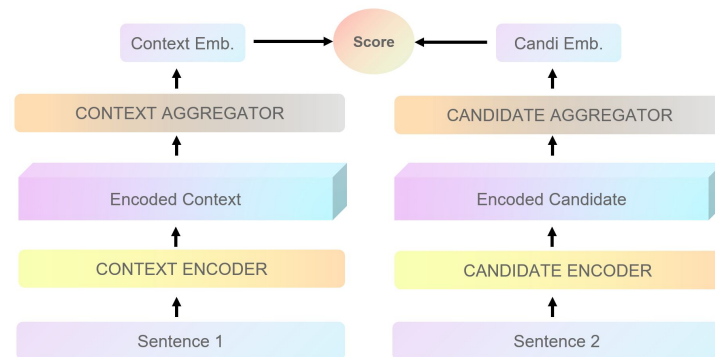 Context Emb.
Score
Candi Emb.
CONTEXT AGGREGATOR
CANDIDATE AGGREGATOR
Encoded Context
Encoded Candidate
CONTEXT ENCODER
CANDIDATE ENCODER
Sentence 1
Sentence 2